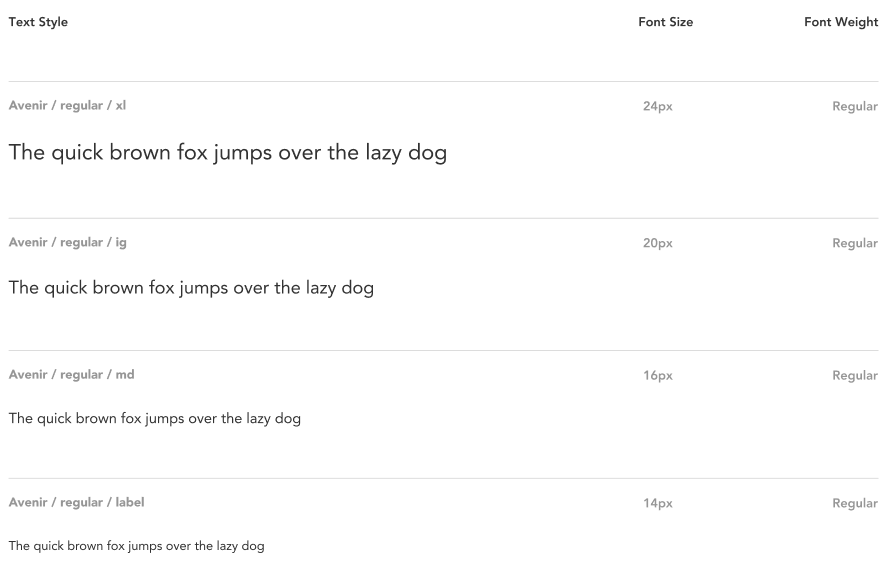 Text Style Font Size Font Weight
Avenir / regular / xl 24px Regular
The quick brown fox jumps over the lazy dog
Avenir / regular / ig 20px Regular
The quick brown fox jumps over the lazy dog
Avenir / regular / md 16px Regular
The quick brown fox jumps over the lazy dog
Avenir / regular / label 14px Regular
The quick brown fox jumps over the lazy dog